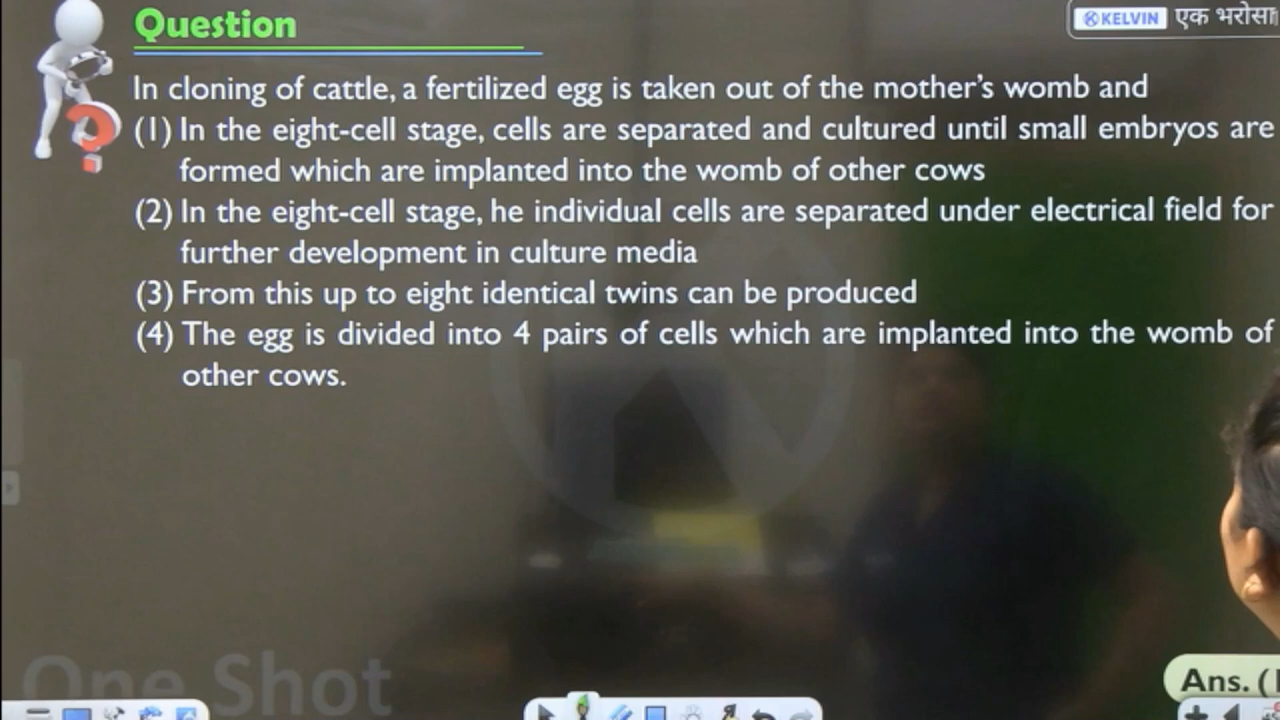 Question
KELVIN एक भरोसा
In cloning of cattle, a fertilized egg is taken out of the mother's womb and
(1) In the eight-cell stage, cells are separated and cultured until small embryos are
formed which are implanted into the womb of other cows
(2) In the eight-cell stage, he individual cells are separated under electrical field for
further development in culture media
(3) From this up to eight identical twins can be produced
(4) The egg is divided into 4 pairs of cells which are implanted into the womb of
other cows.
One Shot
Ans. (